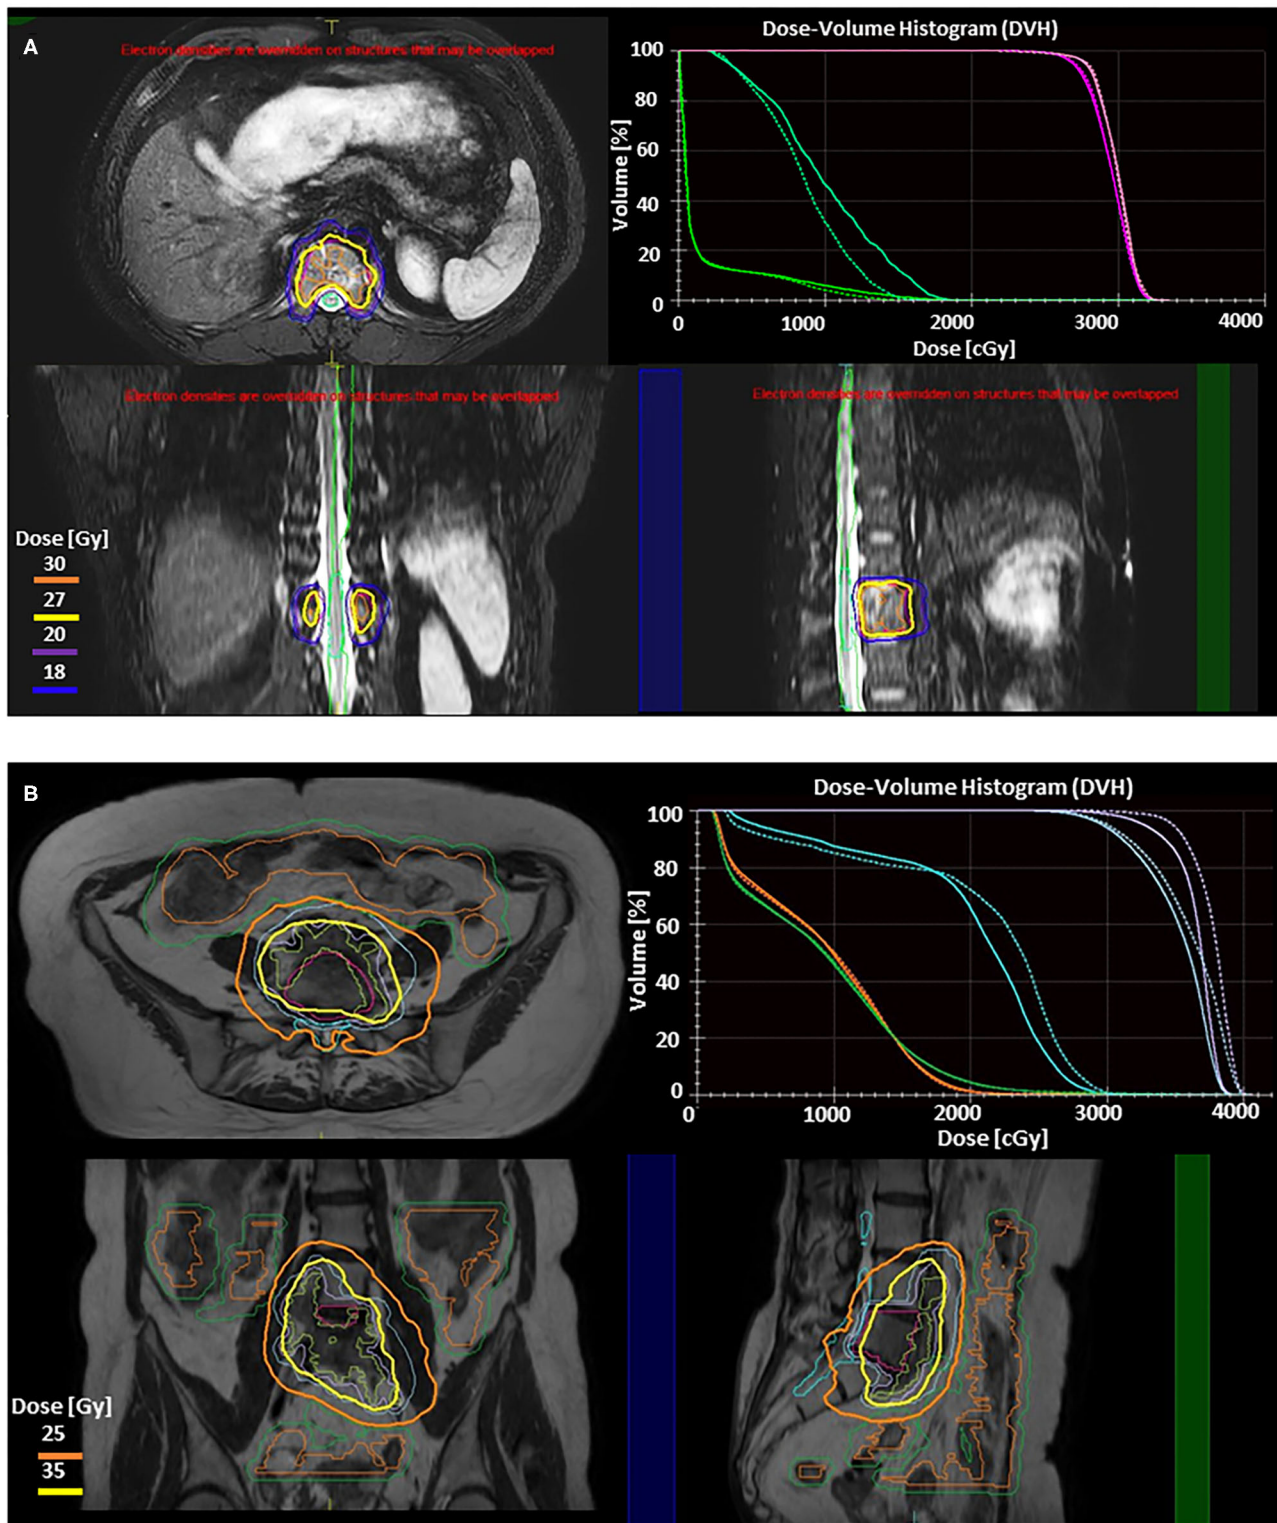 A
Electron densities are overridden on structures that may be overlapped
Dose-Volume Histogram (DVH)
Volume [%]
100
80
60
40
20
0
0 1000 2000 3000 4000
Dose [cGy]
Electron densities are overridden on structures that may be overlapped
Electron densities are overridden on structures that may be overlapped
Dose [Gy]
30
27
20
18
B
Dose-Volume Histogram (DVH)
Volume [%]
100
80
60
40
20
0
0 1000 2000 3000 4000
Dose [cGy]
Dose [Gy]
25
35